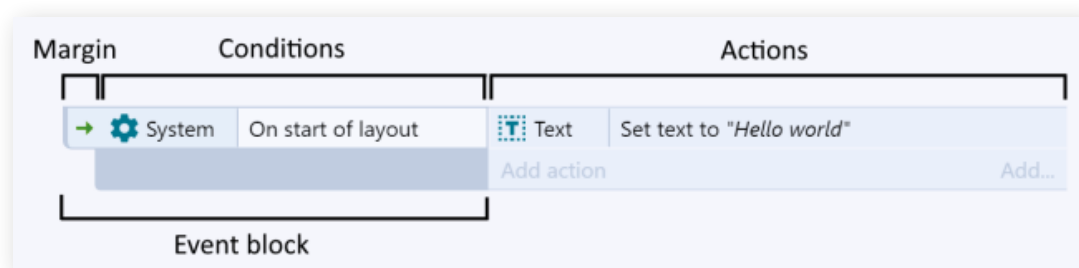 Margin Conditions Actions
System On start of layout Text Set text to "Hello world"
Add action Add...
Event block